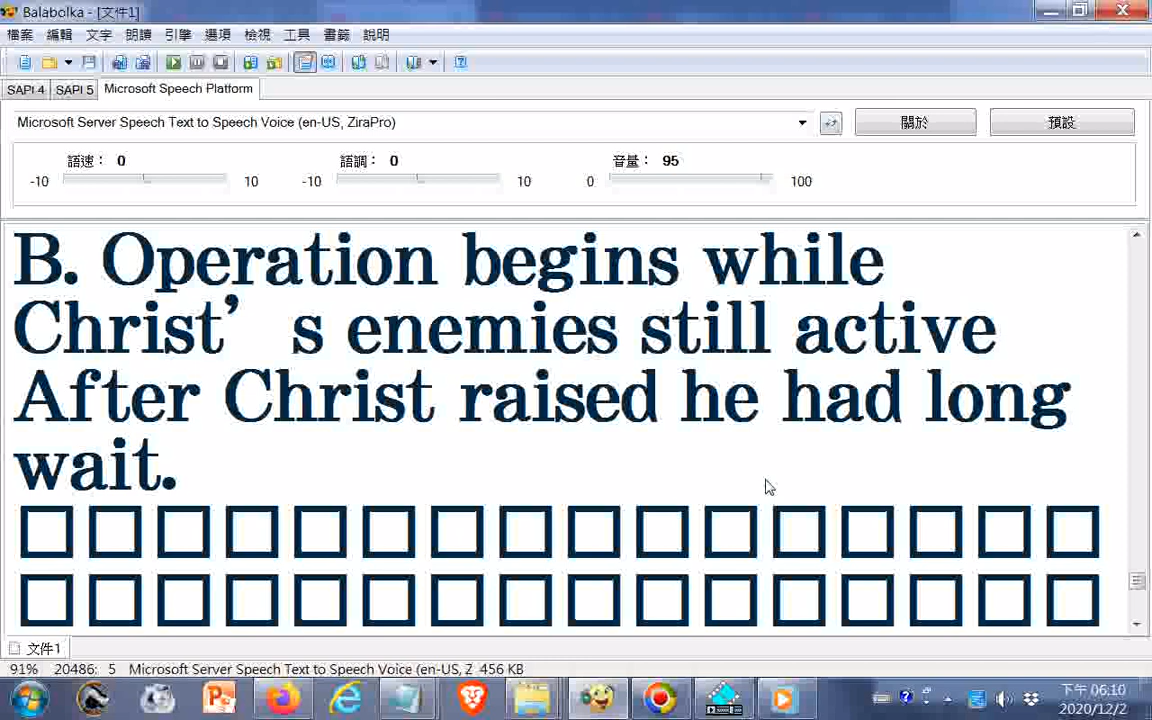 Balabolka - [文件1]
檔案 編輯 文字 朗讀 引擎 選項 檢視 工具 書籤 說明
SAPI 4 SAPI 5 Microsoft Speech Platform
Microsoft Server Speech Text to Speech Voice (en-US, ZiraPro) 關於 預設
語速： 0 語調： 0 音量： 95
-10 10 -10 10 0 100
B. Operation begins while
Christ’s enemies still active
After Christ raised he had long
wait.
□□□□□□□□□□□□□□□□
□□□□□□□□□□□□□□□□
文件1
91% 20486: 5 Microsoft Server Speech Text to Speech Voice (en-US, Z 456 KB
下午 06:10
2020/12/2